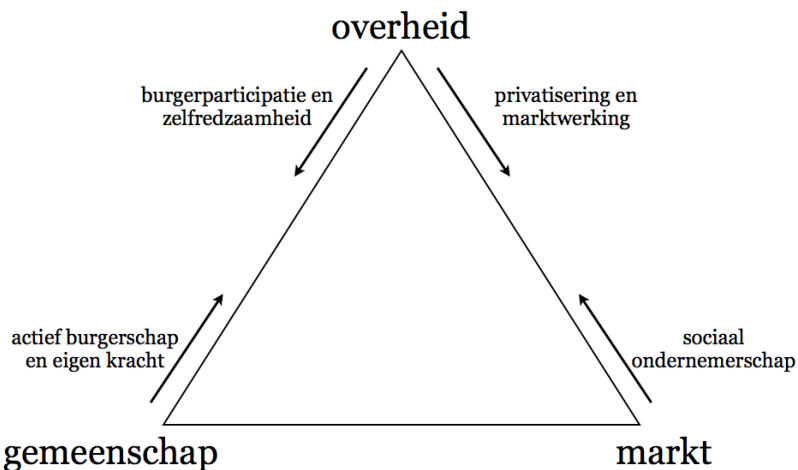 overheid
burgerparticipatie en
zelfredzaamheid
privatisering en
marktwerking
actief burgerschap
en eigen kracht
sociaal
ondernemerschap
gemeenschap
markt